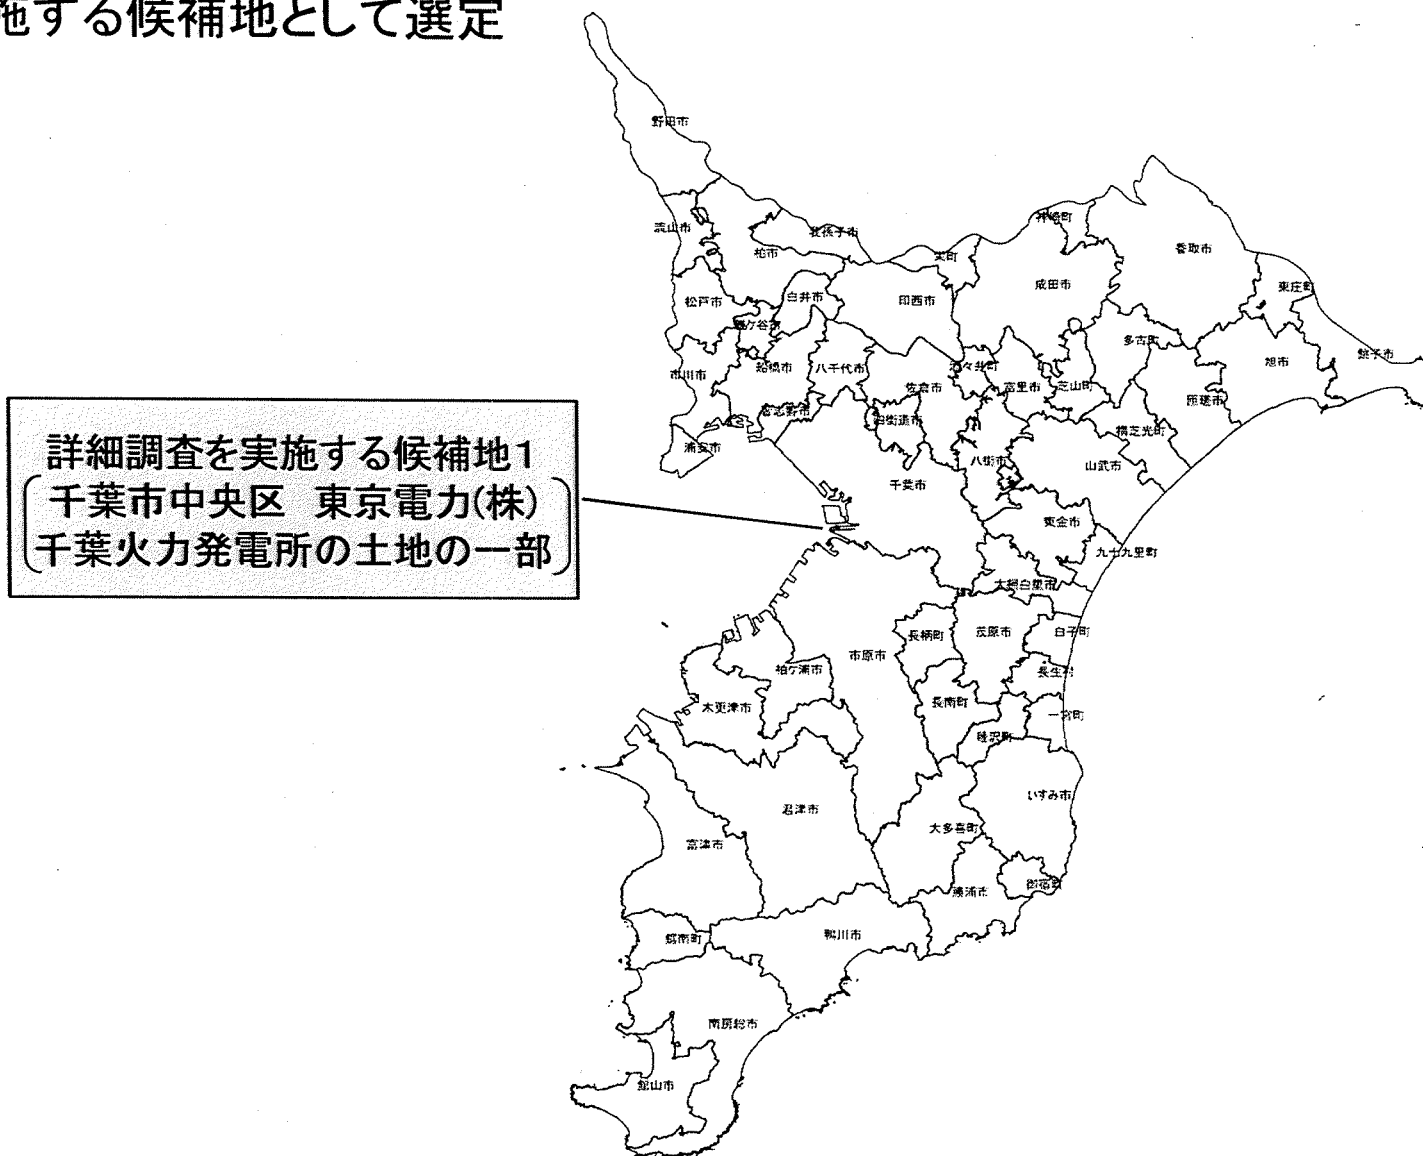 施する候補地として選定
野田市
流山市
我孫子市
柏市
神崎町
香取市
栄町
成田市
東庄町
松戸市
白井市
印西市
鎌ケ谷市
多古町
銚子市
旭市
市川市
船橋市
八千代市
佐倉市
酒々井町
富里市
芝山町
匝瑳市
習志野市
四街道市
横芝光町
浦安市
八街市
山武市
千葉市
詳細調査を実施する候補地1
千葉市中央区 東京電力(株)
千葉火力発電所の土地の一部
東金市
九十九里町
大網白里市
長柄町
茂原市
白子町
市原市
袖ケ浦市
長生村
木更津市
長南町
一宮町
睦沢町
君津市
いすみ市
大多喜町
富津市
勝浦市
御宿町
鋸南町
鴨川市
南房総市
館山市